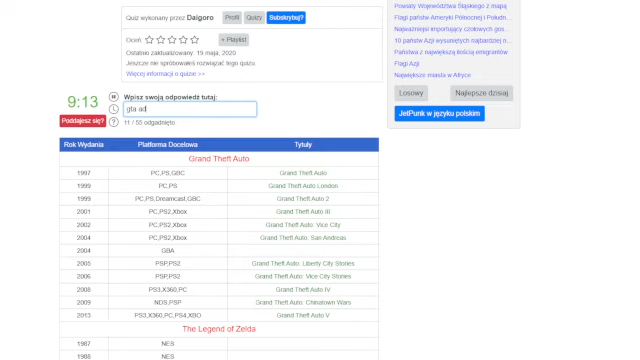 Quiz wykonany przez Daigoro Profil Quizy Subskrybuj?
Oceń + Playlist
Ostatnio zaktualizowany: 19 maja, 2020
Jeszcze nie spróbowałeś rozwiązać tego quizu.
Więcej informacji o quizie >>
Powiaty Województwa Śląskiego z mapą
Flagi państw Ameryki Północnej i Połudn...
Najważniejsi importujący czołowych gos...
10 państw Azji wysuniętych najbardziej n...
Państwa z największą ilością emigrantów
Flagi Azji
Największe miasta w Afryce
Losowy Najlepsze dzisiaj
JetPunk w języku polskim
9:13
Poddajesz się?
Wpisz swoją odpowiedź tutaj:
gta ad
?
11 / 55 odgadnięto
Rok Wydania Platforma Docelowa Tytuły
Grand Theft Auto
1997 PC,PS,GBC Grand Theft Auto
1999 PC,PS Grand Theft Auto London
1999 PC,PS,Dreamcast,GBC Grand Theft Auto 2
2001 PC,PS2,Xbox Grand Theft Auto III
2002 PC,PS2,Xbox Grand Theft Auto: Vice City
2004 PC,PS2,Xbox Grand Theft Auto: San Andreas
2004 GBA
2005 PSP,PS2 Grand Theft Auto: Liberty City Stories
2006 PSP,PS2 Grand Theft Auto: Vice City Stories
2008 PS3,X360,PC Grand Theft Auto IV
2009 NDS,PSP Grand Theft Auto: Chinatown Wars
2013 PS3,X360,PC,PS4,XBO Grand Theft Auto V
The Legend of Zelda
1987 NES
1988 NES